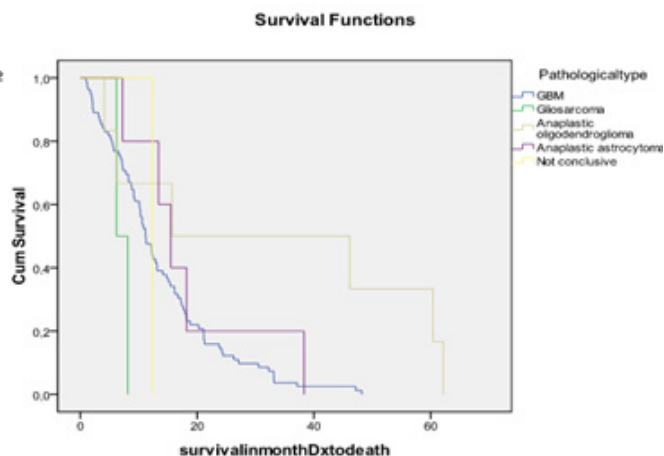 Survival Functions
Pathologicaltype
GBM
Gliosarcoma
Anaplastic
oligodendroglioma
Anaplastic astrocytoma
Not conclusive
Cum Survival
1,0
0,8
0,6
0,4
0,2
0,0
0 20 40 60
survivalinmonthDxtodeath